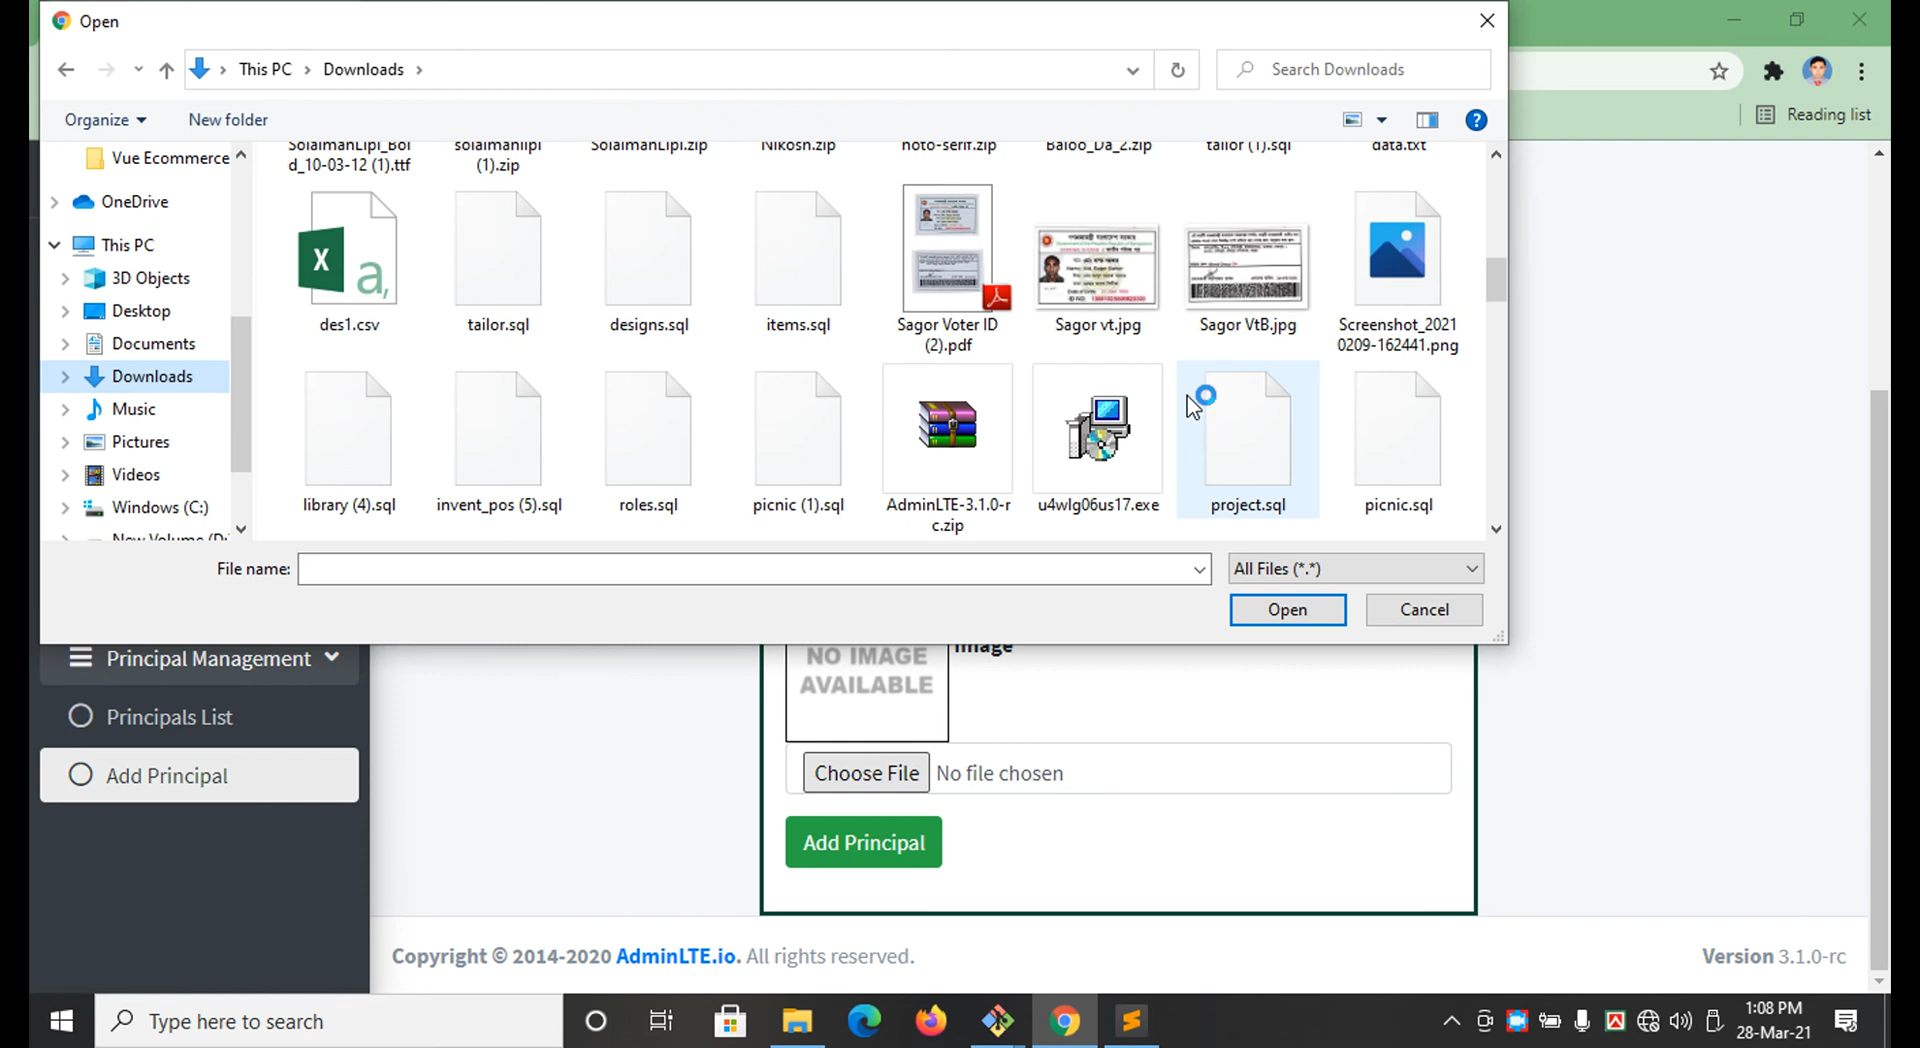 Open
This PC
Downloads
Search Downloads
Organize
New folder
Reading list
Vue Ecommerce
OneDrive
This PC
3D Objects
Desktop
Documents
Downloads
Music
Pictures
Videos
Windows (C:)
New Volume (D:
SolaimanLipi_Bol
d_10-03-12 (1).ttf
solaimanlipi
(1).zip
SolaimanLipi.zip
Nikosh.zip
noto-serif.zip
Baloo_Da_2.zip
tailor (1).sql
data.txt
des1.csv
tailor.sql
designs.sql
items.sql
Sagor Voter ID
(2).pdf
Sagor vt.jpg
Sagor VtB.jpg
Screenshot_2021
0209-162441.png
library (4).sql
invent_pos (5).sql
roles.sql
picnic (1).sql
AdminLTE-3.1.0-r
c.zip
u4wlg06us17.exe
project.sql
picnic.sql
File name:
All Files (*.*)
Open
Cancel
Principal Management
Principals List
Add Principal
NO IMAGE
AVAILABLE
Image
Choose File
No file chosen
Add Principal
Copyright © 2014-2020 AdminLTE.io. All rights reserved.
Version 3.1.0-rc
Type here to search
1:08 PM
28-Mar-21